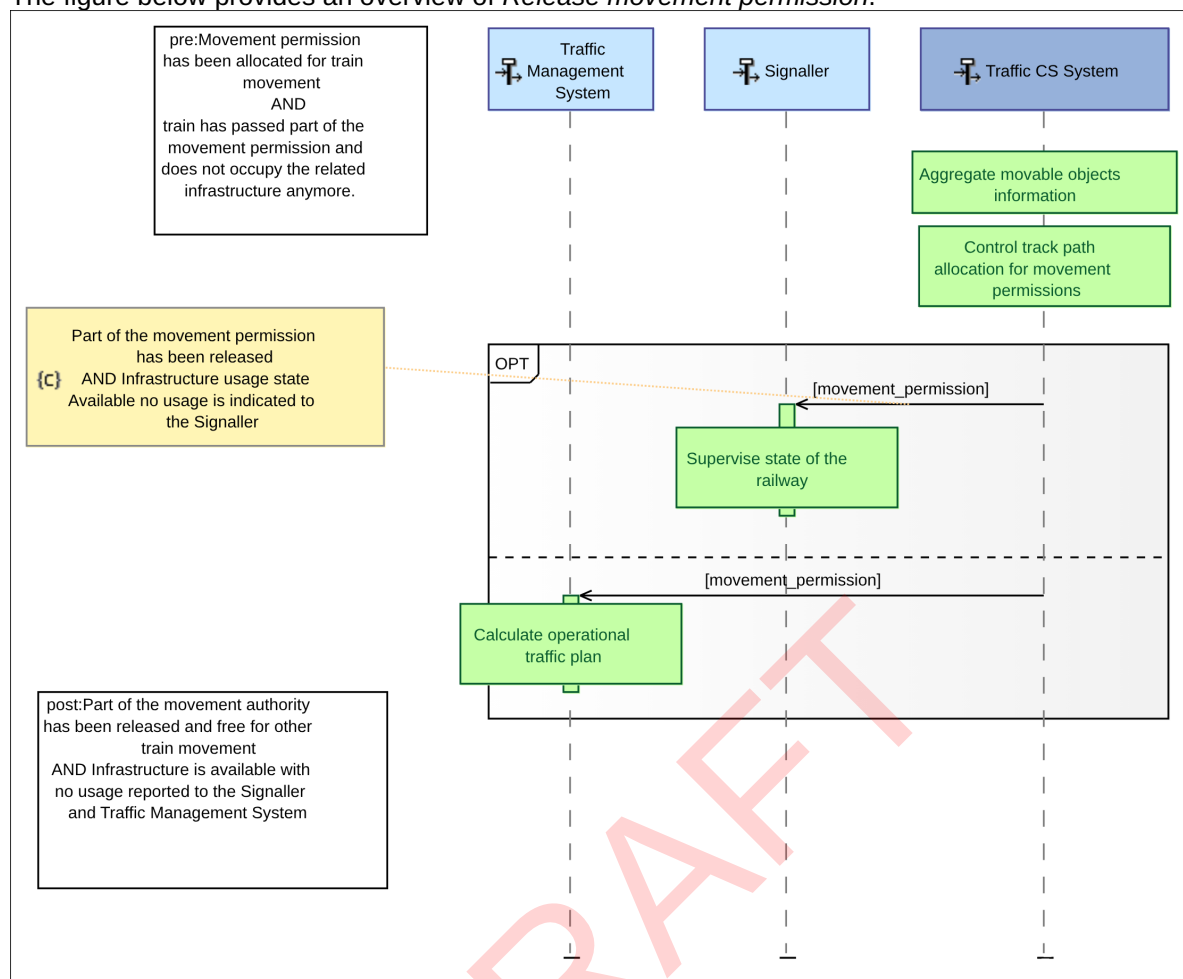 The figure below provides an overview of Release movement permission.
pre:Movement permission
has been allocated for train
movement
AND
train has passed part of the
movement permission and
does not occupy the related
infrastructure anymore.
Traffic
Management
System
Signaller
Traffic CS System
Aggregate movable objects
information
Control track path
allocation for movement
permissions
Part of the movement permission
has been released
{c} AND Infrastructure usage state
Available no usage is indicated to
the Signaller
OPT
[movement_permission]
Supervise state of the
railway
[movement_permission]
Calculate operational
traffic plan
post:Part of the movement authority
has been released and free for other
train movement
AND Infrastructure is available with
no usage reported to the Signaller
and Traffic Management System
RAFT